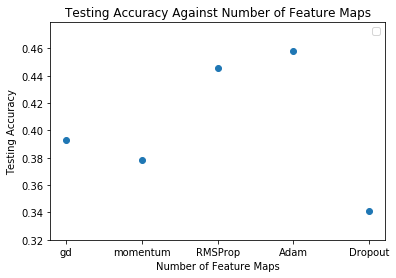 Testing Accuracy Against Number of Feature Maps
0.46
0.44
0.42
0.40
0.38
0.36
0.34
0.32
Testing Accuracy
gd momentum RMSProp Adam Dropout
Number of Feature Maps